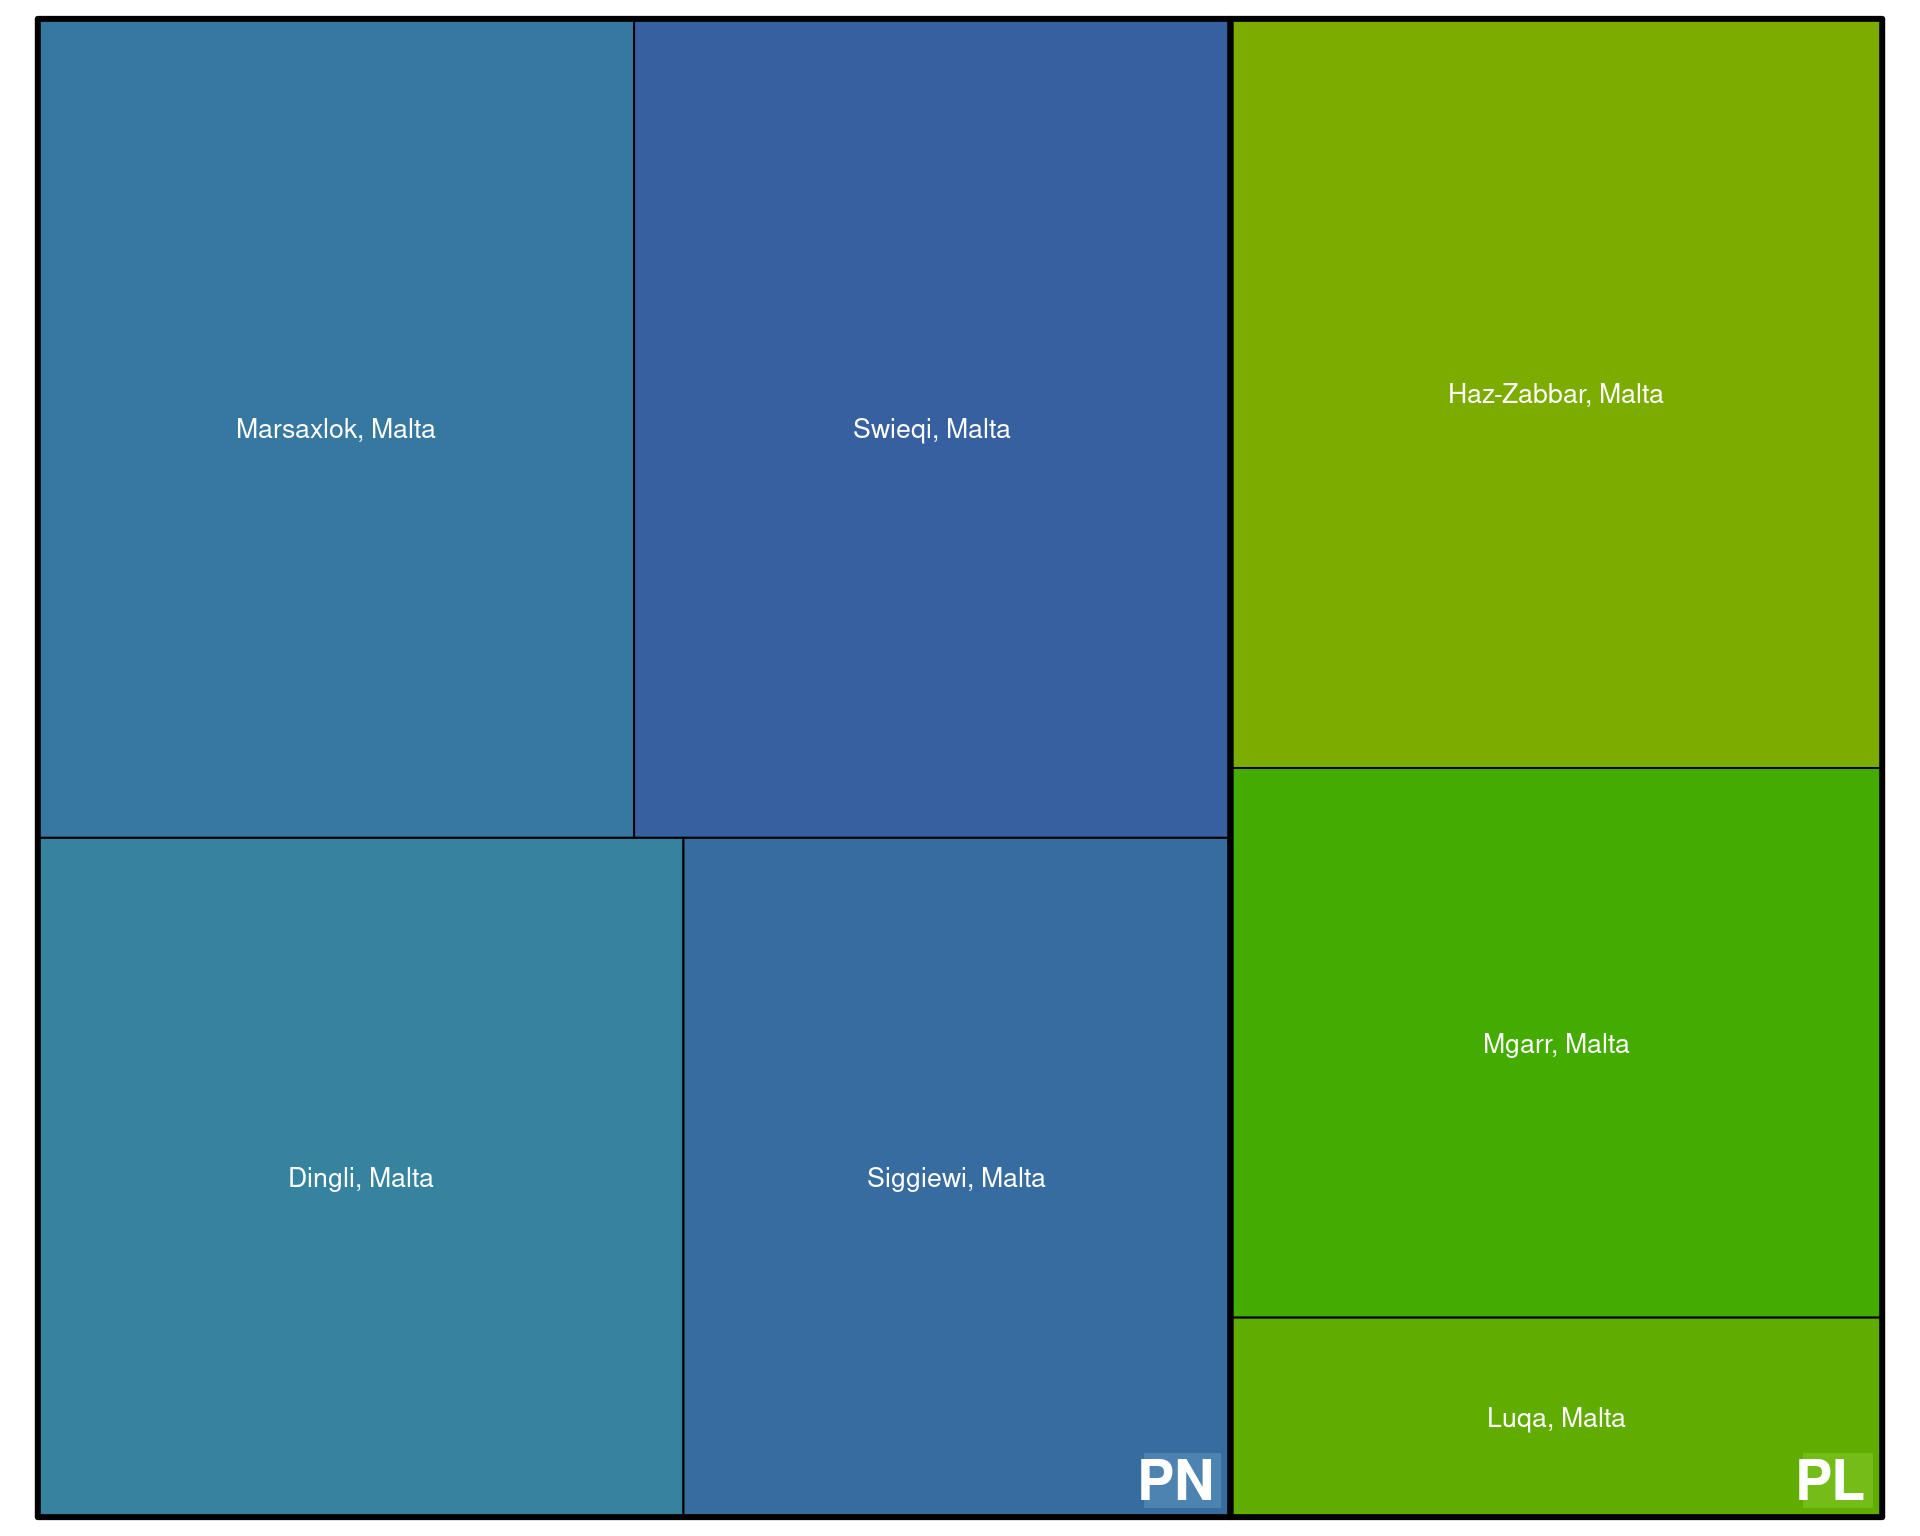 Marsaxlok, Malta
Swieqi, Malta
Haz-Zabbar, Malta
Mgarr, Malta
Dingli, Malta
Siggiewi, Malta
Luqa, Malta
PN
PL